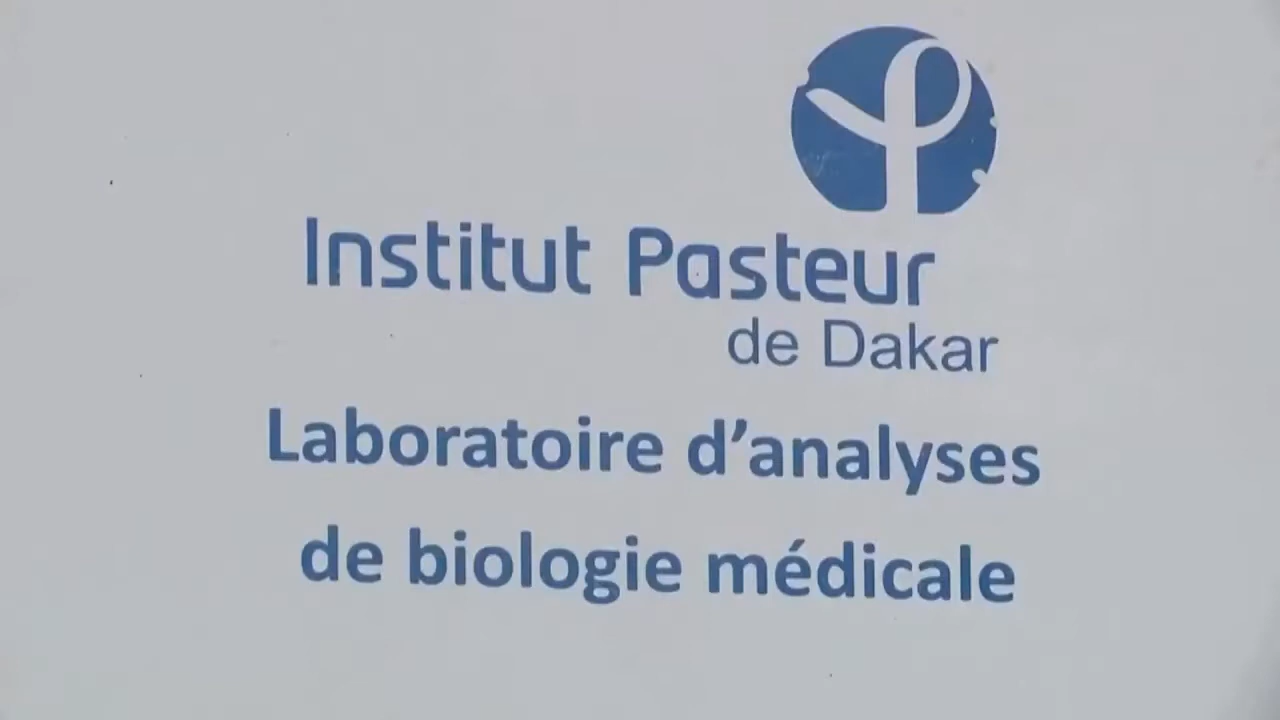 Institut Pasteur
de Dakar
Laboratoire d’analyses
de biologie médicale